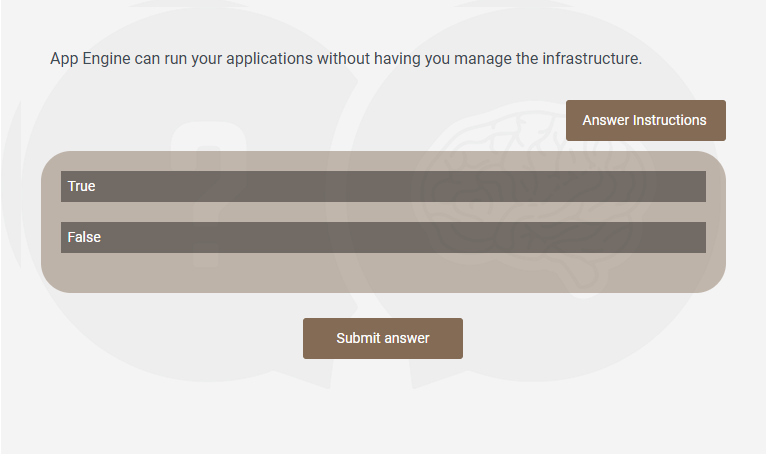 App Engine can run your applications without having you manage the infrastructure.
Answer Instructions
True
False
Submit answer